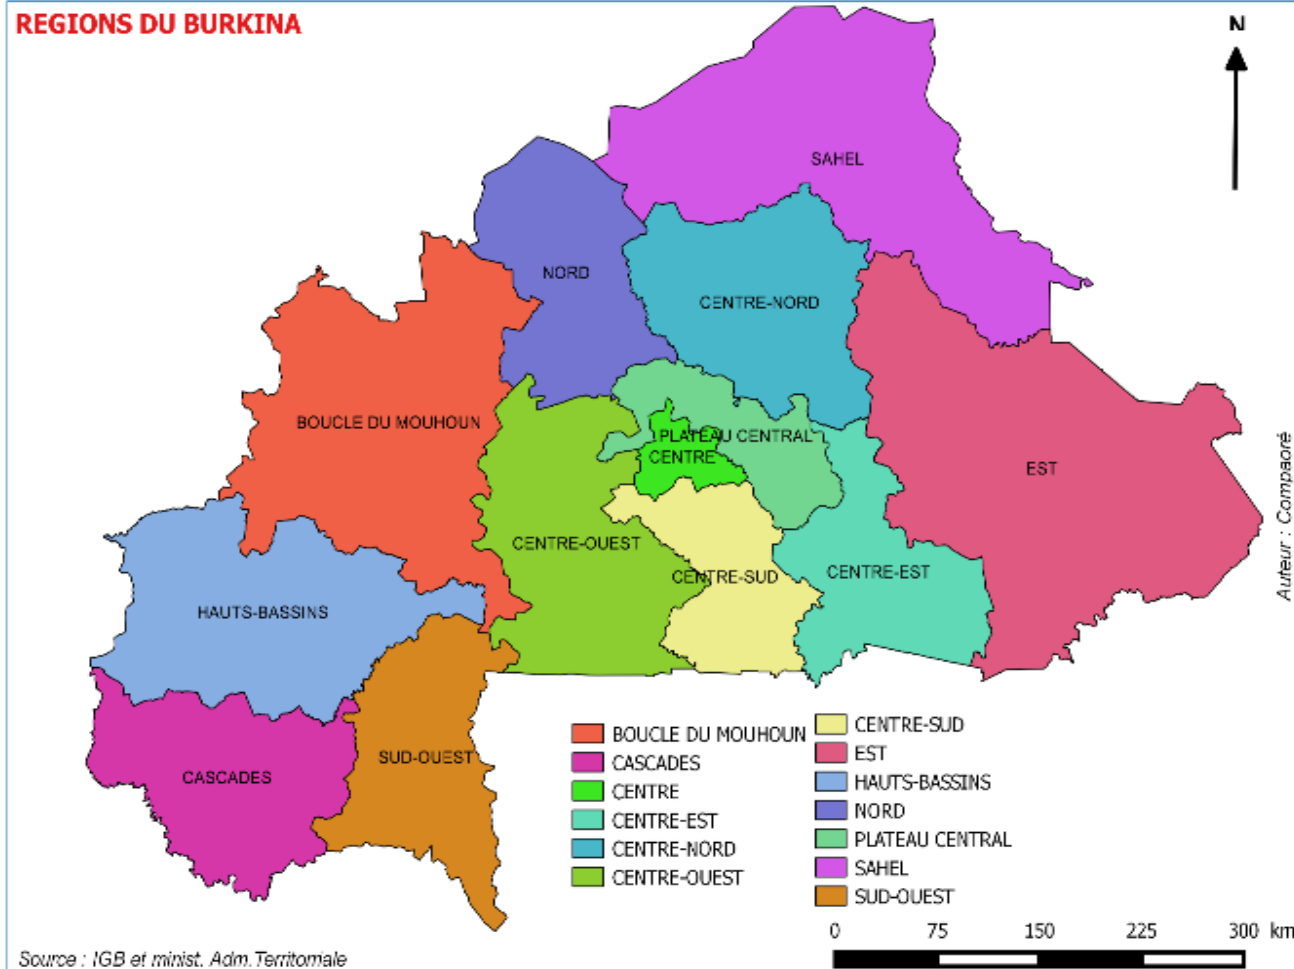 REGIONS DU BURKINA
N
SAHEL
NORD
CENTRE-NORD
BOUCLE DU MOUHOUN
PLATEAU CENTRAL
CENTRE
EST
CENTRE-OUEST
CENTRE-SUD
CENTRE-EST
HAUTS-BASSINS
SUD-OUEST
CASCADES
Auteur : Compaoré
BOUCLE DU MOUHOUN
CASCADES
CENTRE
CENTRE-EST
CENTRE-NORD
CENTRE-OUEST
CENTRE-SUD
EST
HAUTS-BASSINS
NORD
PLATEAU CENTRAL
SAHEL
SUD-OUEST
0 75 150 225 300 km
Source : IGB et minist. Adm.Territorriale